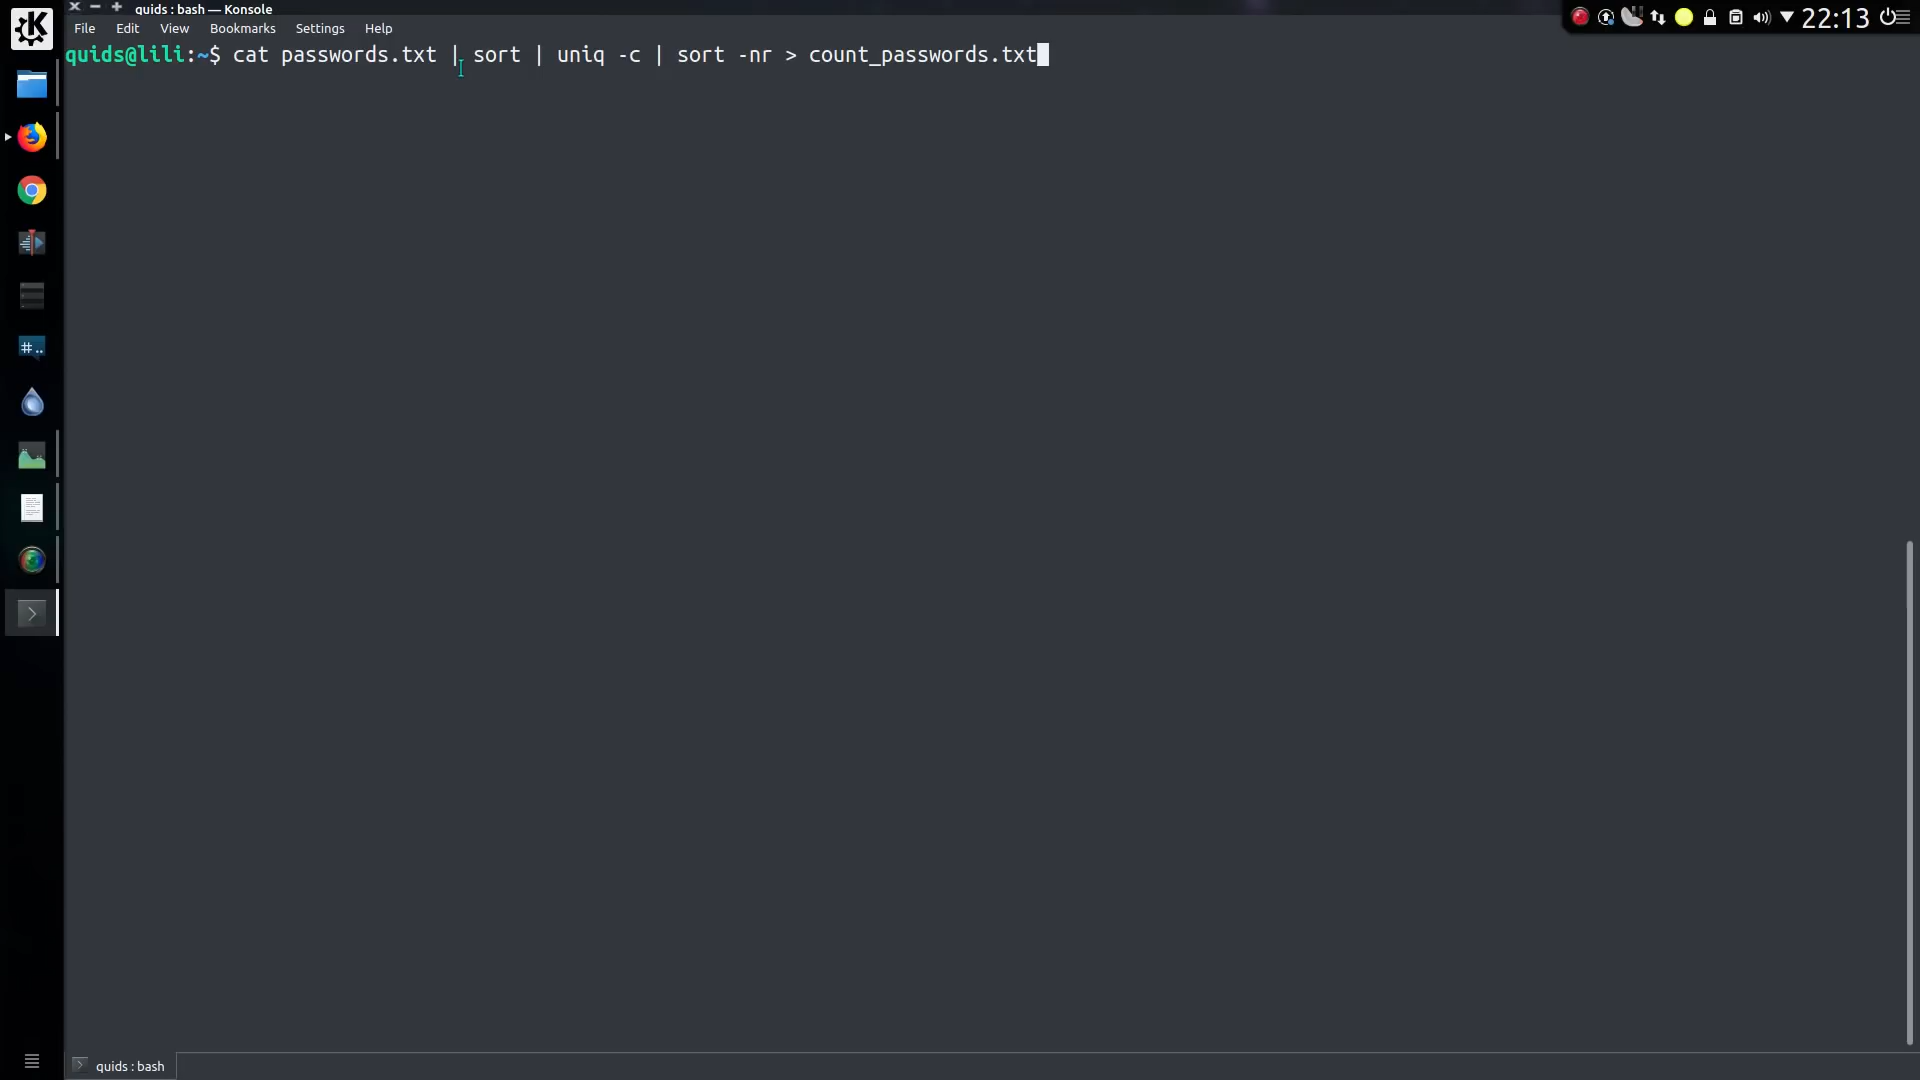 quids : bash — Konsole
22:13
File Edit View Bookmarks Settings Help
quids@lili:~$ cat passwords.txt | sort | uniq -c | sort -nr > count_passwords.txt
#..
quids : bash